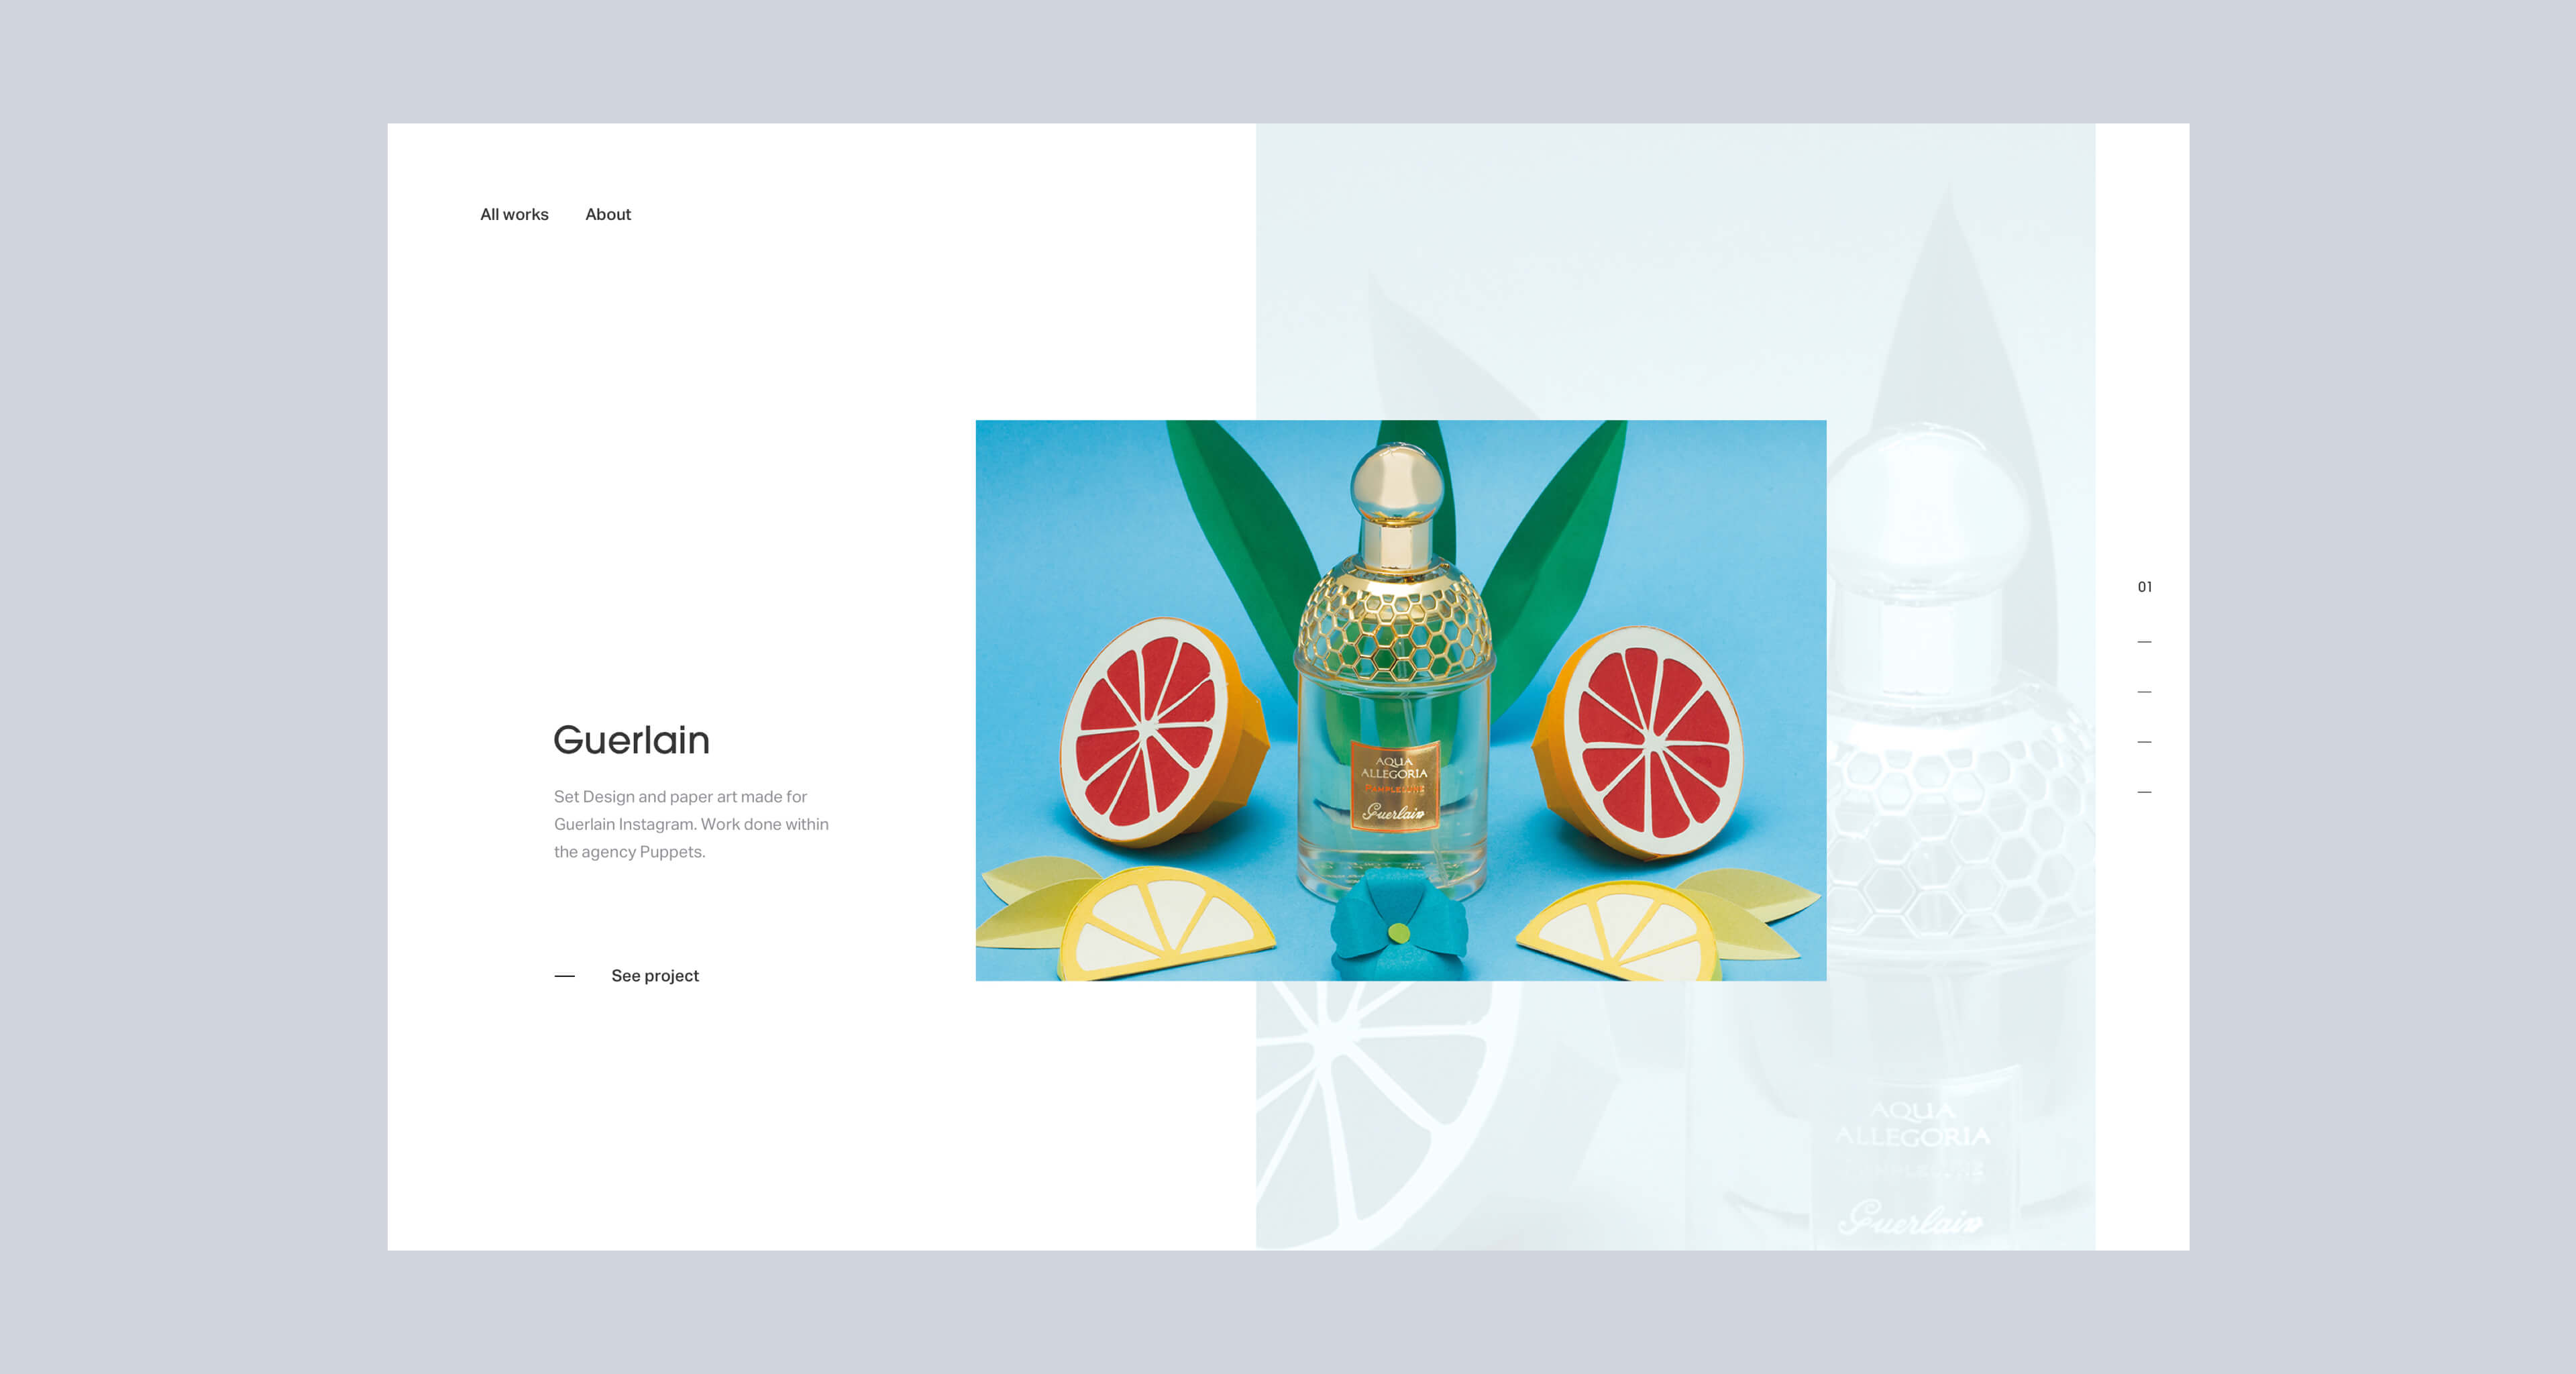 All works
About
01
Guerlain
Set Design and paper art made for
Guerlain Instagram. Work done within
the agency Puppets.
See project
AQUA
ALLEGORIA
Guerlain
AQUA
ALLEGORIA
Guerlain